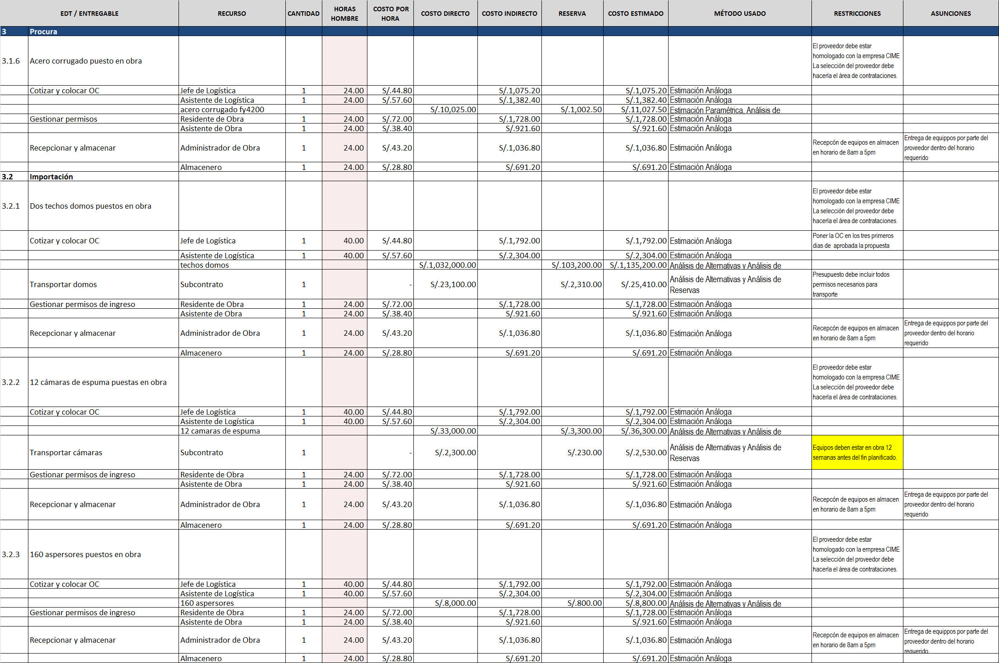 EDT / ENTREGABLE RECURSO CANTIDAD HORAS HOMBRE COSTO POR HORA COSTO DIRECTO COSTO INDIRECTO RESERVA COSTO ESTIMADO MÉTODO USADO RESTRICCIONES ASUNCIONES
3 Procura
3.1.6 Acero corrugado puesto en obra El proveedor debe estar
homologado con la empresa CIME
La selecciòn del proveedor debe
hacerla el àrea de contrataciones.
Cotizar y colocar OC Jefe de Logística 1 24.00 S/.44.80 S/.1,075.20 S/.1,075.20 Estimación Análoga
Asistente de Logística 1 24.00 S/.57.60 S/.1,382.40 S/.1,382.40 Estimación Análoga
acero corrugado fy4200 S/.10,025.00 S/.1,002.50 S/.11,027.50 Estimación Paramétrica, Análisis de
Gestionar permisos Residente de Obra 1 24.00 S/.72.00 S/.1,728.00 S/.1,728.00 Estimación Análoga
Asistente de Obra 1 24.00 S/.38.40 S/.921.60 S/.921.60 Estimación Análoga
Recepcionar y almacenar Administrador de Obra 1 24.00 S/.43.20 S/.1,036.80 S/.1,036.80 Estimación Análoga Recepcón de equipos en almacen
en horario de 8am a 5pm Entrega de equippos por parte del
proveedor dentro del horario
requerido
Almacenero 1 24.00 S/.28.80 S/.691.20 S/.691.20 Estimación Análoga
3.2 Importación
3.2.1 Dos techos domos puestos en obra El proveedor debe estar
homologado con la empresa CIME
La selecciòn del proveedor debe
hacerla el àrea de contrataciones.
Cotizar y colocar OC Jefe de Logística 1 40.00 S/.44.80 S/.1,792.00 S/.1,792.00 Estimación Análoga Poner la OC en los tres primeros
dias de aprobada la propuesta
Asistente de Logística 1 40.00 S/.57.60 S/.2,304.00 S/.2,304.00 Estimación Análoga
techos domos S/.1,032,000.00 S/.103,200.00 S/.1,135,200.00 Análisis de Alternativas y Análisis de
Transportar domos Subcontrato 1 - S/.23,100.00 S/.2,310.00 S/.25,410.00 Análisis de Alternativas y Análisis de
Reservas Presupuesto debe incluir todos
permisos necesarios para
transporte
Gestionar permisos de ingreso Residente de Obra 1 24.00 S/.72.00 S/.1,728.00 S/.1,728.00 Estimación Análoga
Asistente de Obra 1 24.00 S/.38.40 S/.921.60 S/.921.60 Estimación Análoga
Recepcionar y almacenar Administrador de Obra 1 24.00 S/.43.20 S/.1,036.80 S/.1,036.80 Estimación Análoga Recepcón de equipos en almacen
en horario de 8am a 5pm Entrega de equippos por parte del
proveedor dentro del horario
requerido
Almacenero 1 24.00 S/.28.80 S/.691.20 S/.691.20 Estimación Análoga
3.2.2 12 cámaras de espuma puestas en obra El proveedor debe estar
homologado con la empresa CIME
La selecciòn del proveedor debe
hacerla el àrea de contrataciones.
Cotizar y colocar OC Jefe de Logística 1 40.00 S/.44.80 S/.1,792.00 S/.1,792.00 Estimación Análoga
Asistente de Logística 1 40.00 S/.57.60 S/.2,304.00 S/.2,304.00 Estimación Análoga
12 camaras de espuma S/.33,000.00 S/.3,300.00 S/.36,300.00 Análisis de Alternativas y Análisis de
Transportar cámaras Subcontrato 1 - S/.2,300.00 S/.230.00 S/.2,530.00 Análisis de Alternativas y Análisis de
Reservas Equipos deben estar en obra 12
semanas antes del fin planificado.
Gestionar permisos de ingreso Residente de Obra 1 24.00 S/.72.00 S/.1,728.00 S/.1,728.00 Estimación Análoga
Asistente de Obra 1 24.00 S/.38.40 S/.921.60 S/.921.60 Estimación Análoga
Recepcionar y almacenar Administrador de Obra 1 24.00 S/.43.20 S/.1,036.80 S/.1,036.80 Estimación Análoga Recepcón de equipos en almacen
en horario de 8am a 5pm Entrega de equippos por parte del
proveedor dentro del horario
requerido
Almacenero 1 24.00 S/.28.80 S/.691.20 S/.691.20 Estimación Análoga
3.2.3 160 aspersores puestos en obra El proveedor debe estar
homologado con la empresa CIME
La selecciòn del proveedor debe
hacerla el àrea de contrataciones.
Cotizar y colocar OC Jefe de Logística 1 40.00 S/.44.80 S/.1,792.00 S/.1,792.00 Estimación Análoga
Asistente de Logística 1 40.00 S/.57.60 S/.2,304.00 S/.2,304.00 Estimación Análoga
160 aspersores S/.8,000.00 S/.800.00 S/.8,800.00 Análisis de Alternativas y Análisis de
Gestionar permisos de ingreso Residente de Obra 1 24.00 S/.72.00 S/.1,728.00 S/.1,728.00 Estimación Análoga
Asistente de Obra 1 24.00 S/.38.40 S/.921.60 S/.921.60 Estimación Análoga
Recepcionar y almacenar Administrador de Obra 1 24.00 S/.43.20 S/.1,036.80 S/.1,036.80 Estimación Análoga Recepcón de equipos en almacen
en horario de 8am a 5pm Entrega de equippos por parte del
proveedor dentro del horario
requerido
Almacenero 1 24.00 S/.28.80 S/.691.20 S/.691.20 Estimación Análoga